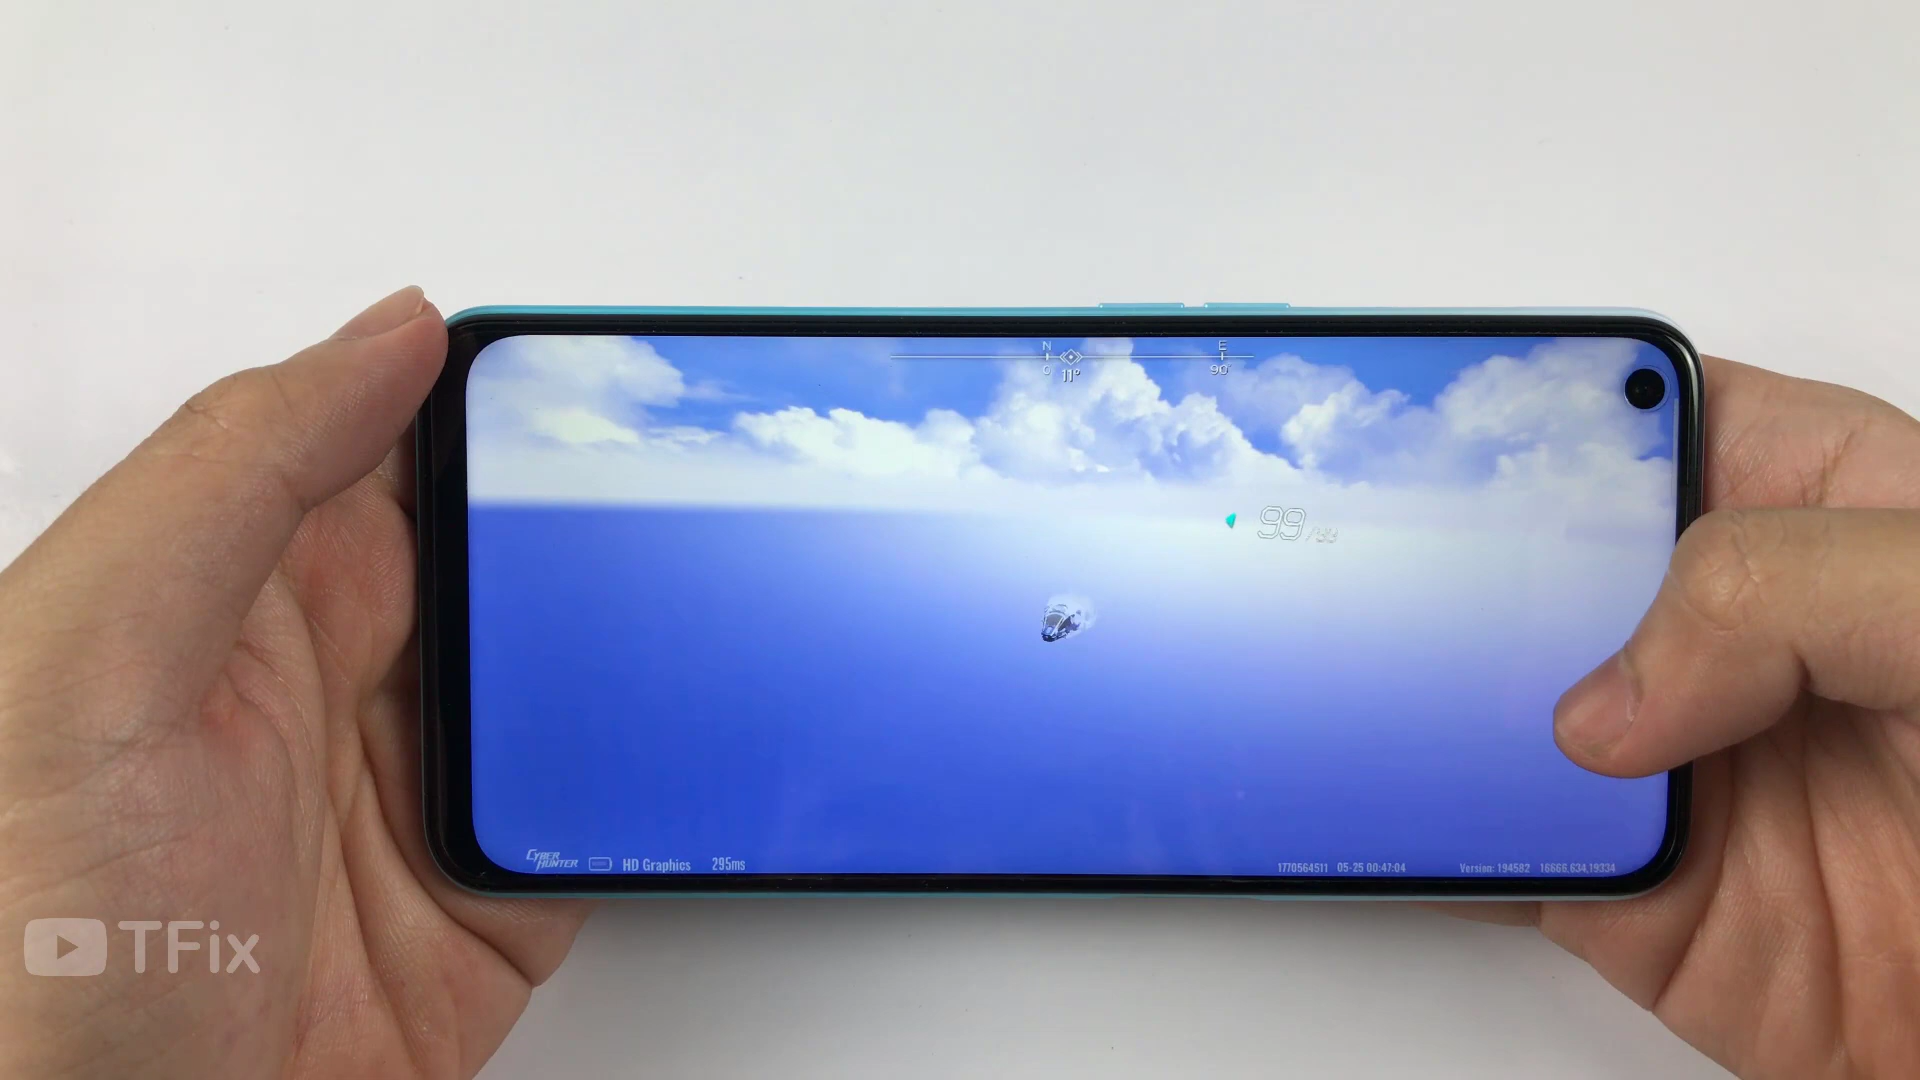 N E
0 11° 90°
99
CYBER HUNTER HD Graphics 295ms 1770564511 05-25 00:47:04 Version: 194582 16666,634,19334
TFix